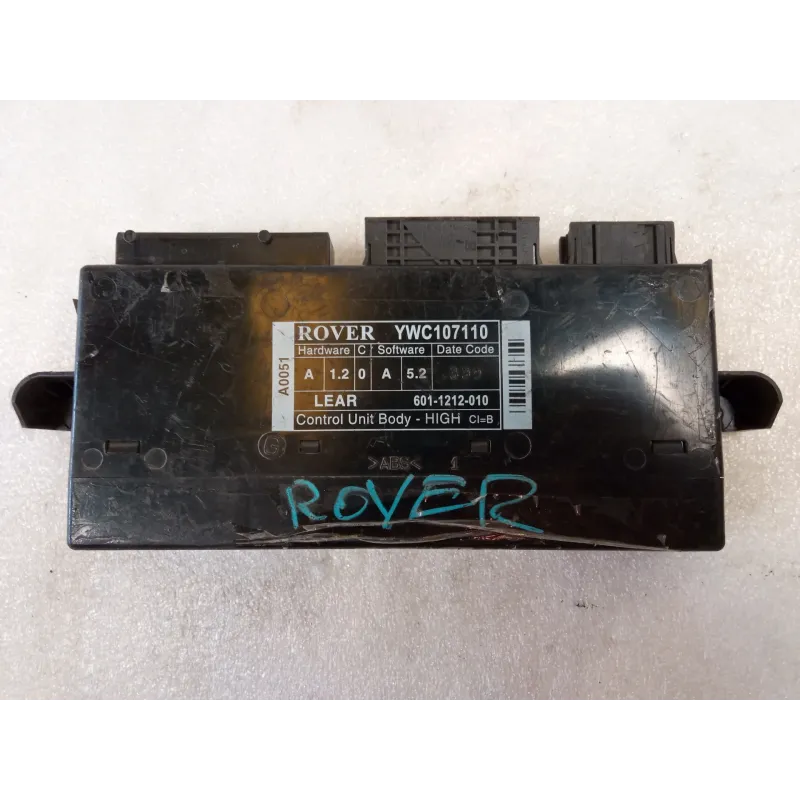 A0051
ROVER YWC107110
Hardware C Software Date Code
A 1.2 0 A 5.2
LEAR 601-1212-010
Control Unit Body - HIGH CI=B
G
>ABS< 1
ROVER